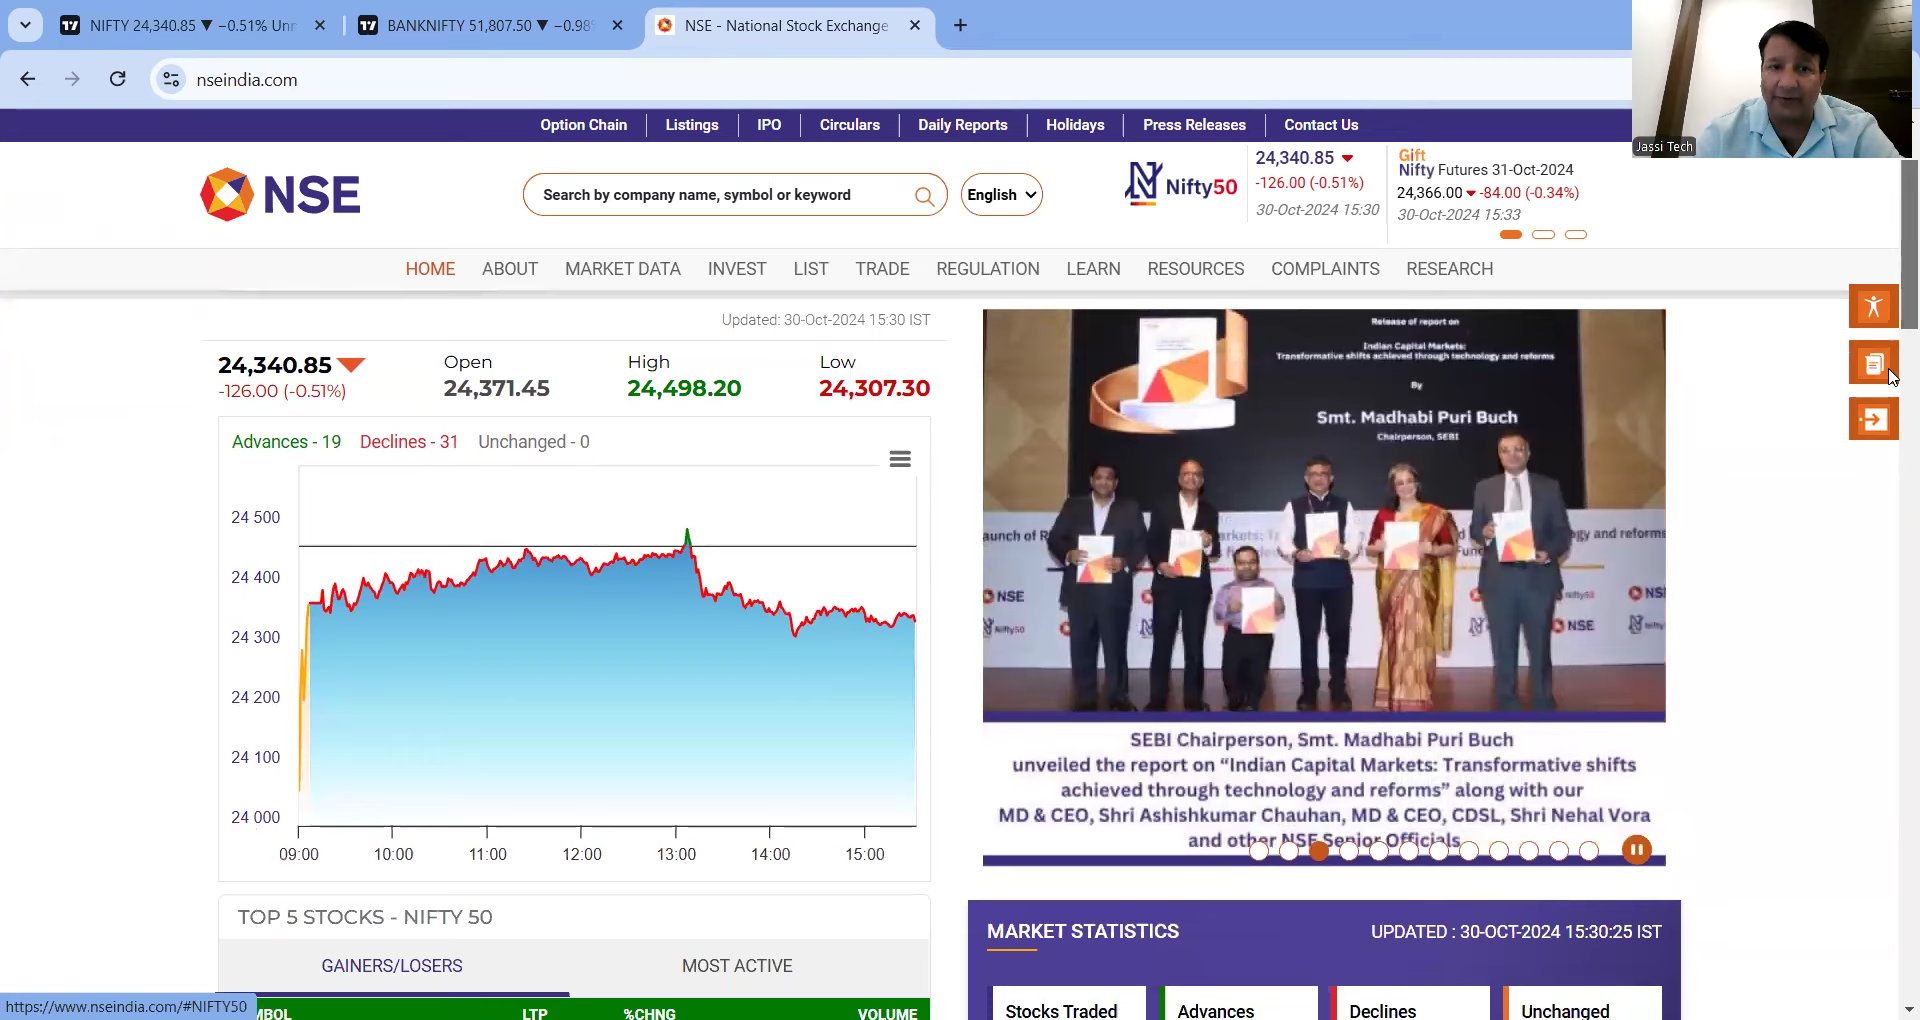 NIFTY 24,340.85 ▼ −0.51% Unn
BANKNIFTY 51,807.50 ▼ −0.98%
NSE - National Stock Exchange
nseindia.com
Jassi Tech
Option Chain
Listings
IPO
Circulars
Daily Reports
Holidays
Press Releases
Contact Us
NSE
Search by company name, symbol or keyword
English
Nifty50
24,340.85
-126.00 (-0.51%)
30-Oct-2024 15:30
Gift
Nifty Futures 31-Oct-2024
24,366.00 -84.00 (-0.34%)
30-Oct-2024 15:33
HOME ABOUT MARKET DATA INVEST LIST TRADE REGULATION LEARN RESOURCES COMPLAINTS RESEARCH
Updated: 30-Oct-2024 15:30 IST
24,340.85
-126.00 (-0.51%)
Open
24,371.45
High
24,498.20
Low
24,307.30
Advances - 19 Declines - 31 Unchanged - 0
24 500
24 400
24 300
24 200
24 100
24 000
09:00 10:00 11:00 12:00 13:00 14:00 15:00
Release of report on
Indian Capital Markets:
Transformative shifts achieved through technology and reforms
By
Smt. Madhabi Puri Buch
Chairperson, SEBI
NSE
Nifty50
NSE
SEBI Chairperson, Smt. Madhabi Puri Buch
unveiled the report on “Indian Capital Markets: Transformative shifts
achieved through technology and reforms” along with our
MD & CEO, Shri Ashishkumar Chauhan, MD & CEO, CDSL, Shri Nehal Vora
and other NSE Senior Officials
TOP 5 STOCKS - NIFTY 50
GAINERS/LOSERS
MOST ACTIVE
MBOL LTP %CHNG VOLUME
MARKET STATISTICS
UPDATED : 30-OCT-2024 15:30:25 IST
Stocks Traded
Advances
Declines
Unchanged
https://www.nseindia.com/#NIFTY50